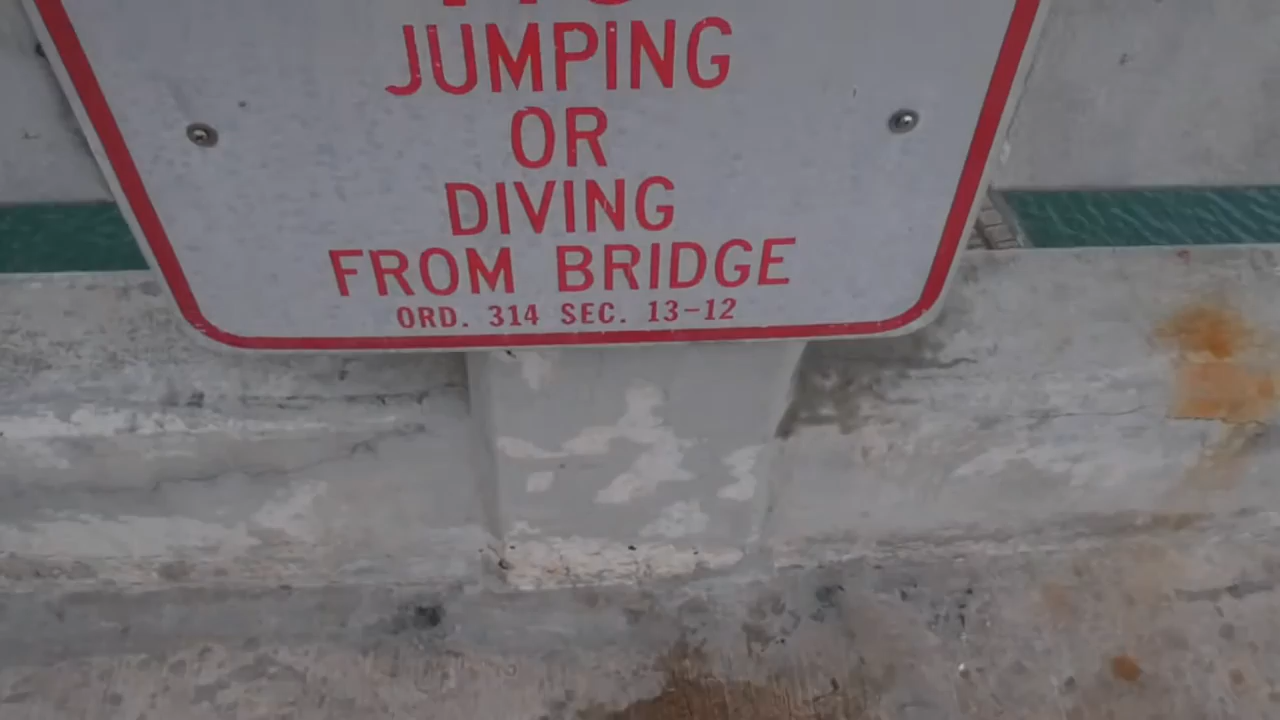 JUMPING
OR
DIVING
FROM BRIDGE
ORD. 314 SEC. 13-12